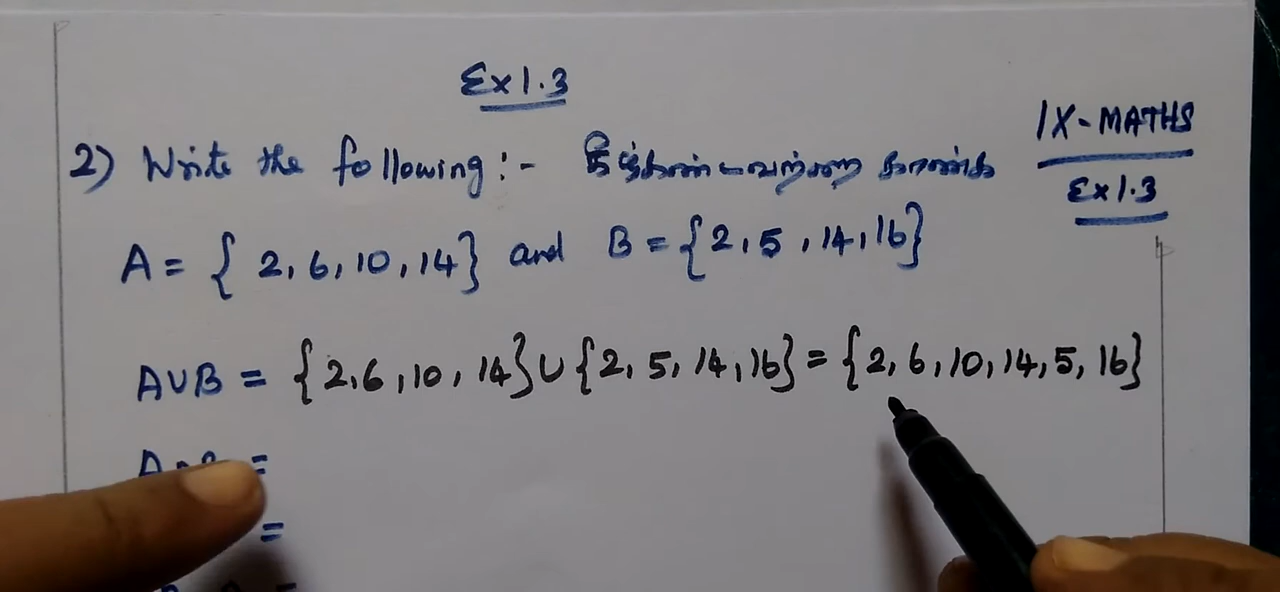 Ex 1.3
IX - MATHS
Ex 1.3
2) Write the following :- காண்க
A = { 2, 6, 10, 14} and B = {2, 5, 14, 16}
A∪B = {2, 6, 10, 14} ∪ {2, 5, 14, 16} = {2, 6, 10, 14, 5, 16}
=
=